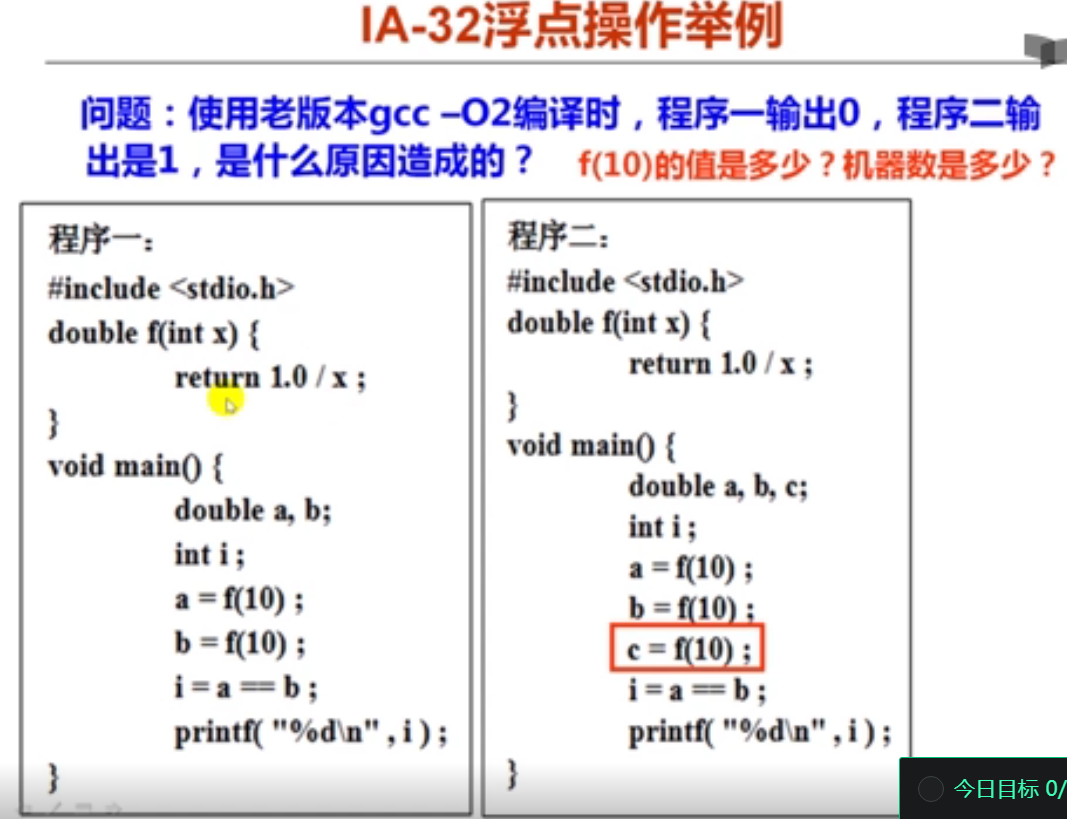 IA-32浮点操作举例
问题：使用老版本gcc –O2编译时，程序一输出0，程序二输
出是1，是什么原因造成的？ f(10)的值是多少？机器数是多少？
程序一：
#include <stdio.h>
double f(int x) {
return 1.0 / x ;
}
void main() {
double a, b;
int i ;
a = f(10) ;
b = f(10) ;
i = a == b ;
printf( "%d\n" , i ) ;
}
程序二：
#include <stdio.h>
double f(int x) {
return 1.0 / x ;
}
void main() {
double a, b, c;
int i ;
a = f(10) ;
b = f(10) ;
c = f(10) ;
i = a == b ;
printf( "%d\n" , i ) ;
}
今日目标 0/